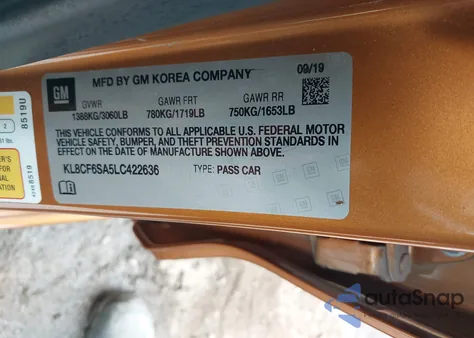 GM
MFD BY GM KOREA COMPANY
09/19
GVWR
GAWR FRT
GAWR RR
1388KG/3060LB
780KG/1719LB
750KG/1653LB
THIS VEHICLE CONFORMS TO ALL APPLICABLE U.S. FEDERAL MOTOR
VEHICLE SAFETY, BUMPER, AND THEFT PREVENTION STANDARDS IN
EFFECT ON THE DATE OF MANUFACTURE SHOWN ABOVE.
KL8CF6SA5LC422636
TYPE: PASS CAR
8519U
2
autoSnap